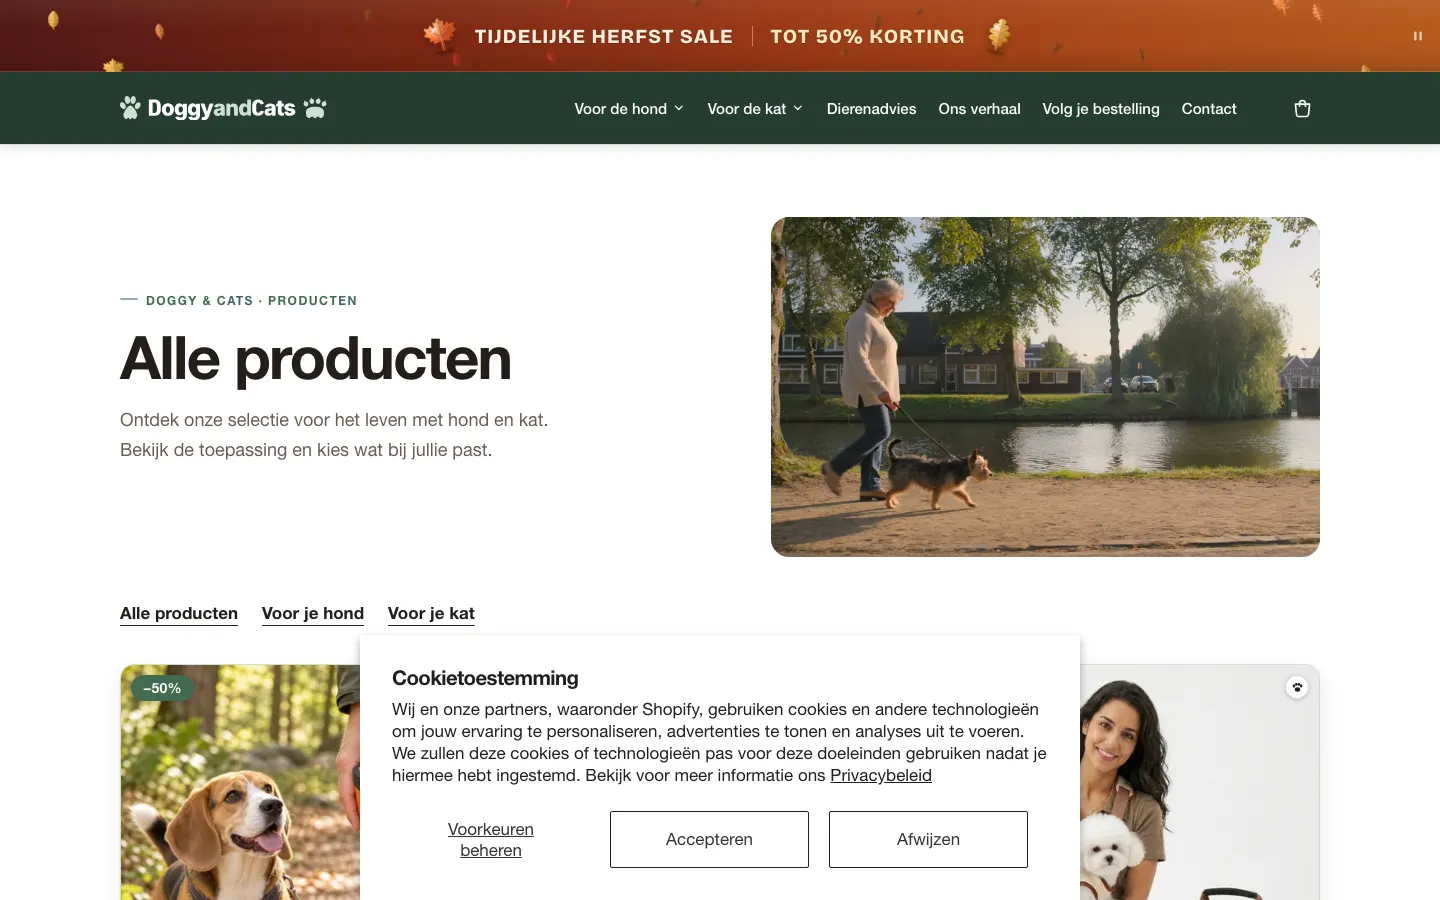 TIJDELIJKE HERFST SALE | TOT 50% KORTING
DoggyandCats
Voor de hond
Voor de kat
Dierenadvies
Ons verhaal
Volg je bestelling
Contact
DOGGY & CATS · PRODUCTEN
Alle producten
Ontdek onze selectie voor het leven met hond en kat.
Bekijk de toepassing en kies wat bij jullie past.
Alle producten
Voor je hond
Voor je kat
–50%
Cookietoestemming
Wij en onze partners, waaronder Shopify, gebruiken cookies en andere technologieën
om jouw ervaring te personaliseren, advertenties te tonen en analyses uit te voeren.
We zullen deze cookies of technologieën pas voor deze doeleinden gebruiken nadat je
hiermee hebt ingestemd. Bekijk voor meer informatie ons Privacybeleid
Voorkeuren
beheren
Accepteren
Afwijzen